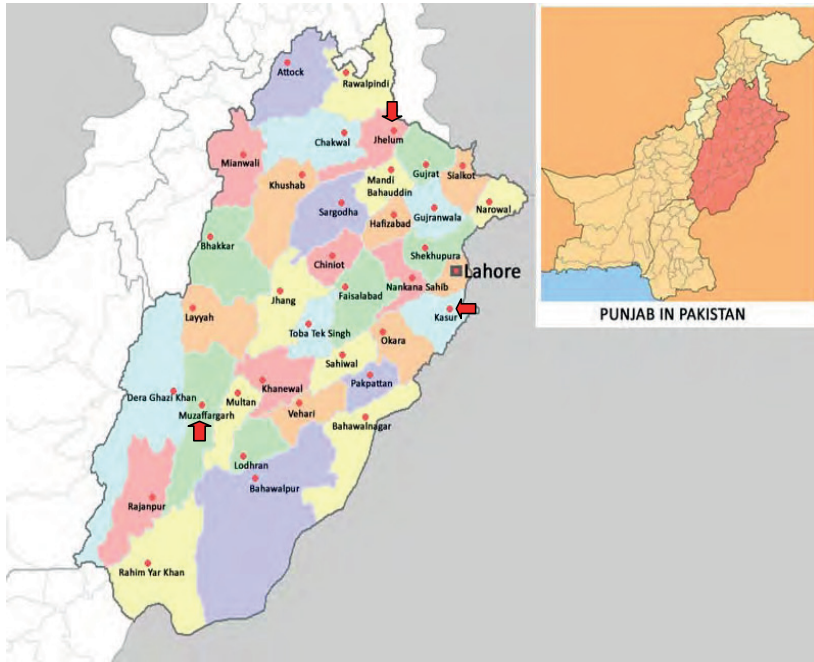 Attock
Rawalpindi
Chakwal
Jhelum
Mianwali
Khushab
Mandi
Bahauddin
Gujrat
Sialkot
Sargodha
Hafizabad
Gujranwala
Narowal
Bhakkar
Chiniot
Shekhupura
Lahore
Nankana Sahib
Jhang
Faisalabad
Layyah
Toba Tek Singh
Kasur
Okara
Sahiwal
Khanewal
Pakpattan
Dera Ghazi Khan
Multan
Muzaffargarh
Vehari
Bahawalnagar
Lodhran
Bahawalpur
Rajanpur
Rahim Yar Khan
PUNJAB IN PAKISTAN